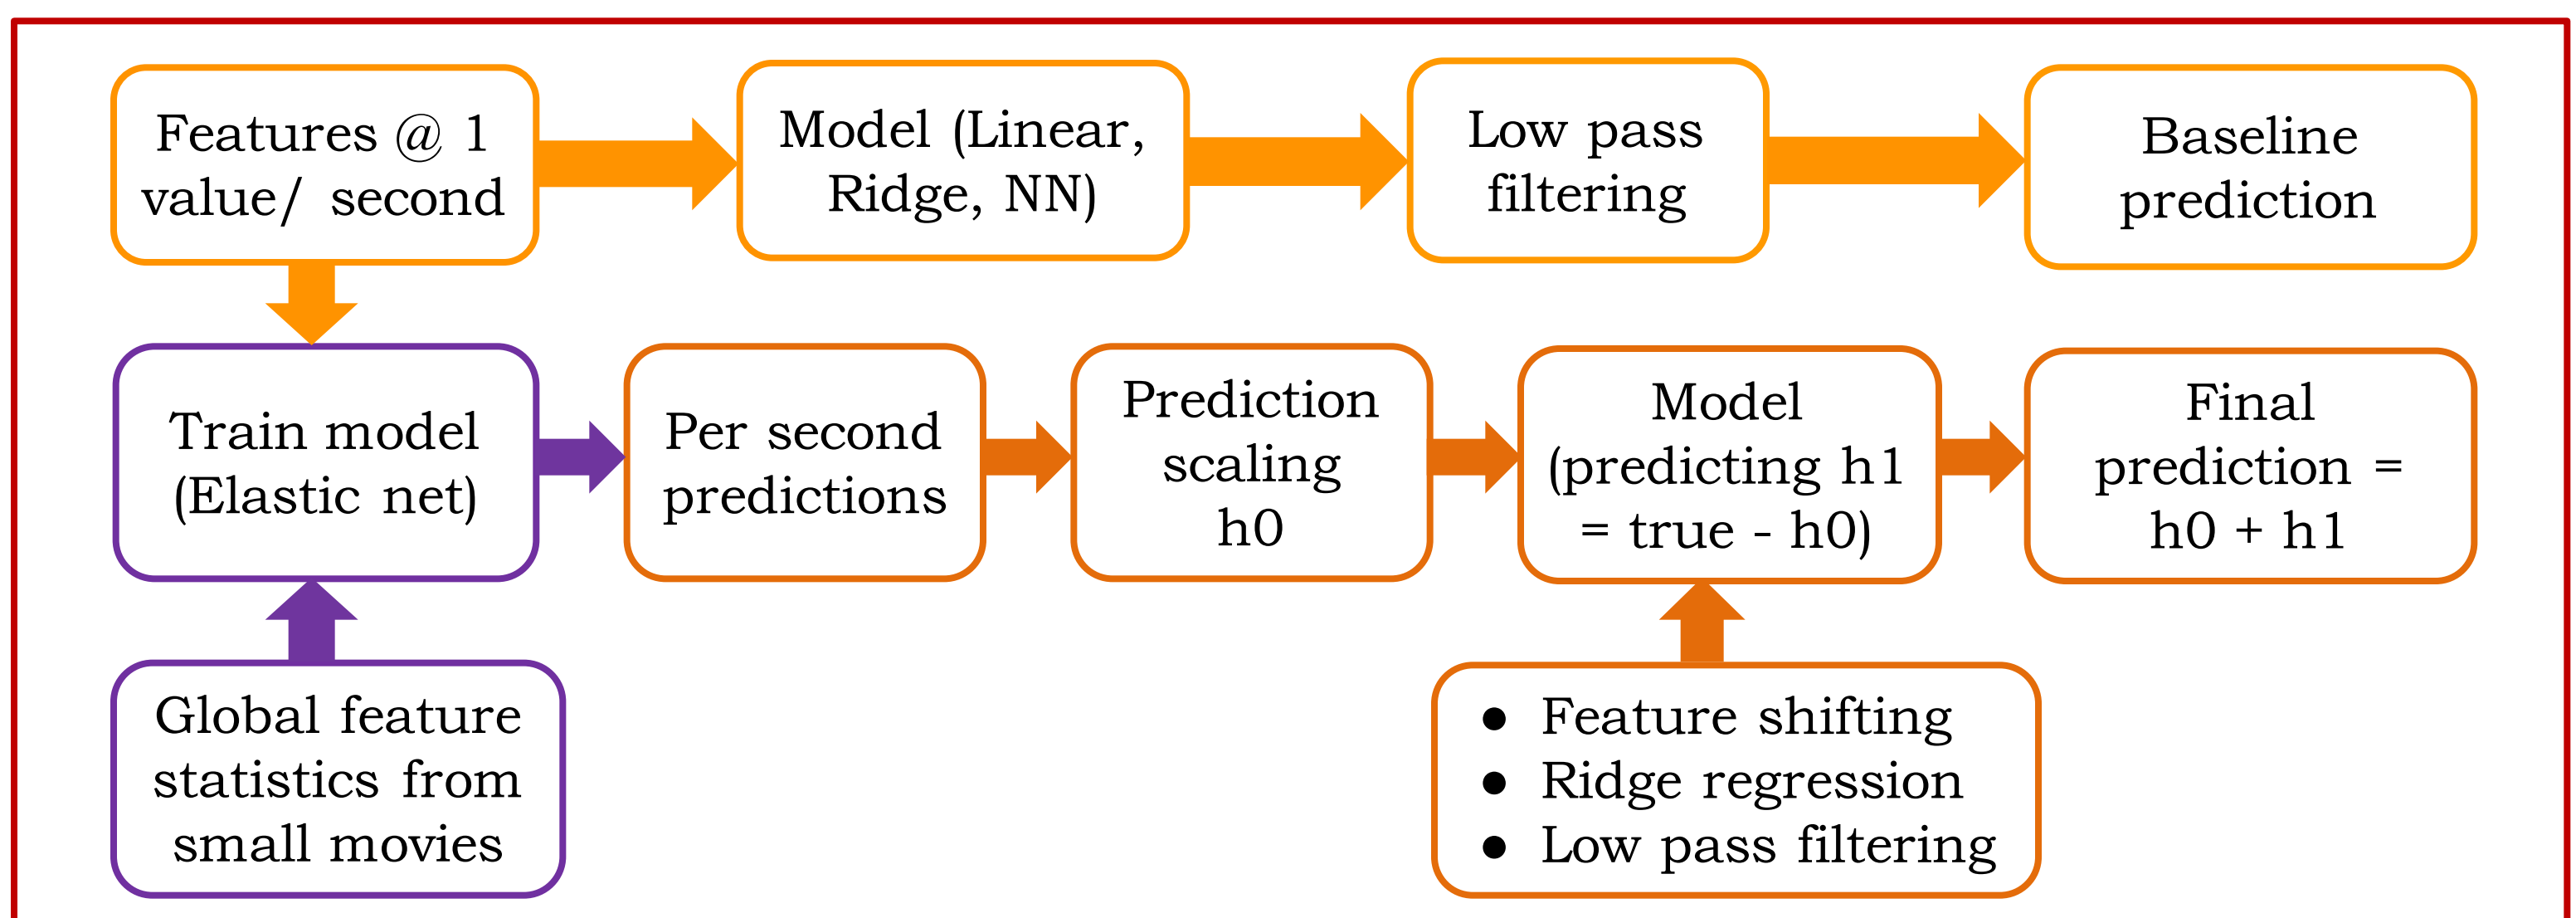 Features @ 1
value/ second
Model (Linear,
Ridge, NN)
Low pass
filtering
Baseline
prediction
Train model
(Elastic net)
Per second
predictions
Prediction
scaling
h0
Model
(predicting h1
= true - h0)
Final
prediction =
h0 + h1
Global feature
statistics from
small movies
● Feature shifting
● Ridge regression
● Low pass filtering